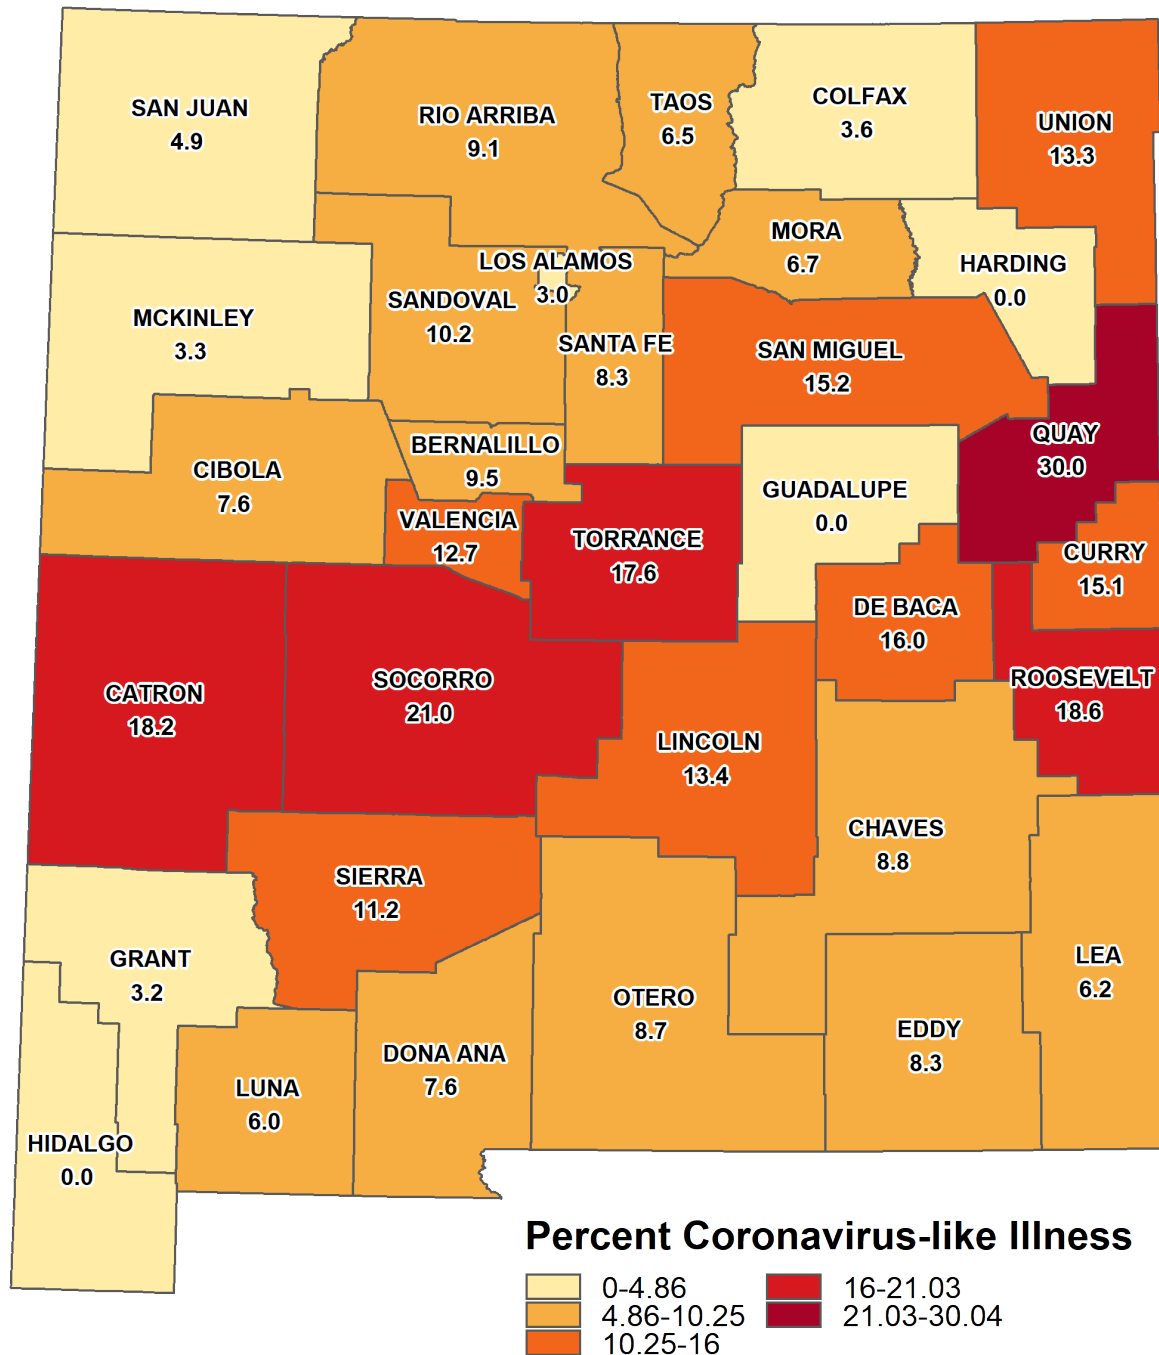 SAN JUAN
4.9
RIO ARRIBA
9.1
TAOS
6.5
COLFAX
3.6
UNION
13.3
MORA
6.7
HARDING
0.0
LOS ALAMOS
3.0
SANDOVAL
10.2
MCKINLEY
3.3
SANTA FE
8.3
SAN MIGUEL
15.2
QUAY
30.0
BERNALILLO
9.5
CIBOLA
7.6
GUADALUPE
0.0
VALENCIA
12.7
TORRANCE
17.6
CURRY
15.1
DE BACA
16.0
ROOSEVELT
18.6
CATRON
18.2
SOCORRO
21.0
LINCOLN
13.4
CHAVES
8.8
SIERRA
11.2
GRANT
3.2
LEA
6.2
OTERO
8.7
EDDY
8.3
DONA ANA
7.6
LUNA
6.0
HIDALGO
0.0
Percent Coronavirus-like Illness
0-4.86
4.86-10.25
10.25-16
16-21.03
21.03-30.04